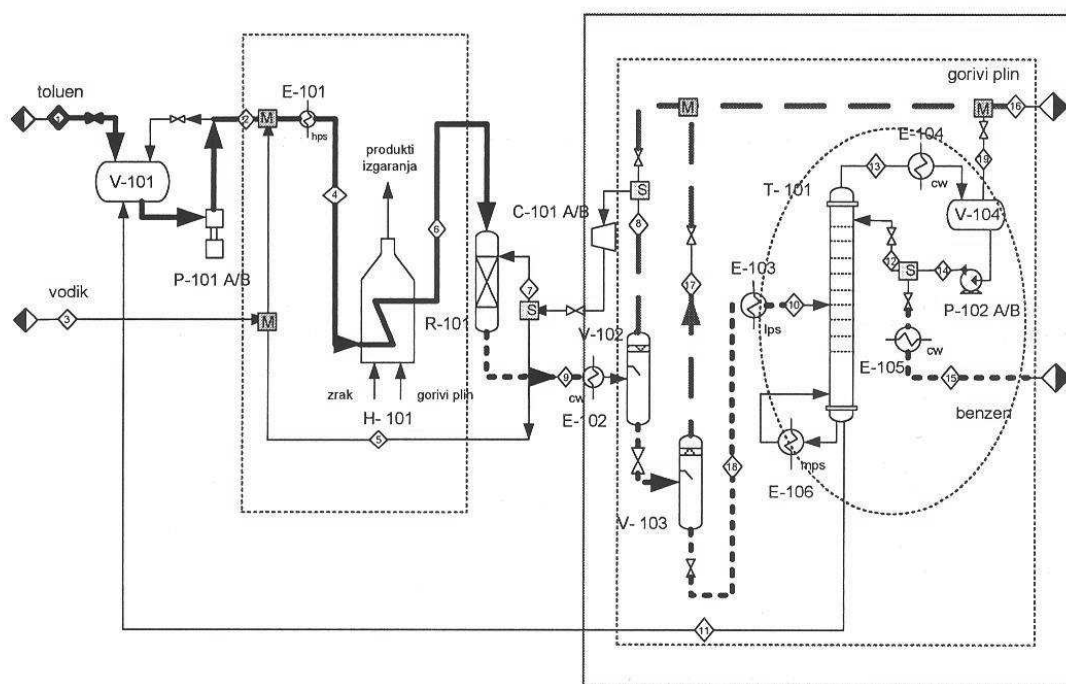 toluen
1
V-101
P-101 A/B
vodik
3
2
M
E-101
hps
4
M
produkti
izgaranja
6
zrak
gorivi plin
H- 101
5
R-101
7
S
C-101 A/B
9
cw
E-102
V-102
S
8
M
17
V- 103
18
E-103
lps
10
T- 101
13
E-104
cw
V-104
19
M
16
gorivi plin
12
S
14
P-102 A/B
E-105
cw
15
benzen
mps
E-106
11